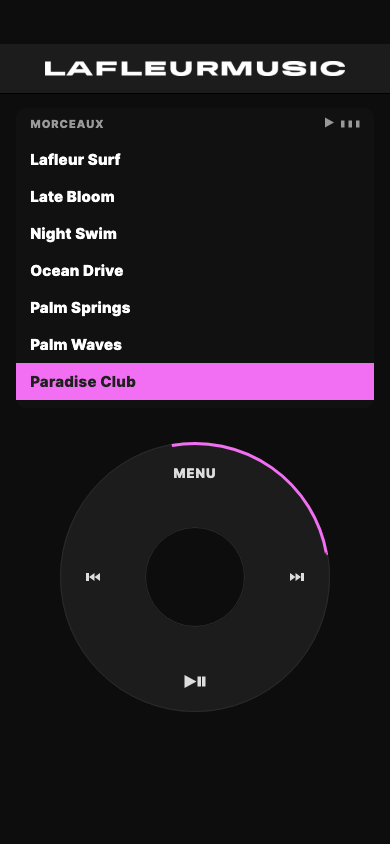 LAFLEURMUSIC
MORCEAUX
Lafleur Surf
Late Bloom
Night Swim
Ocean Drive
Palm Springs
Palm Waves
Paradise Club
MENU